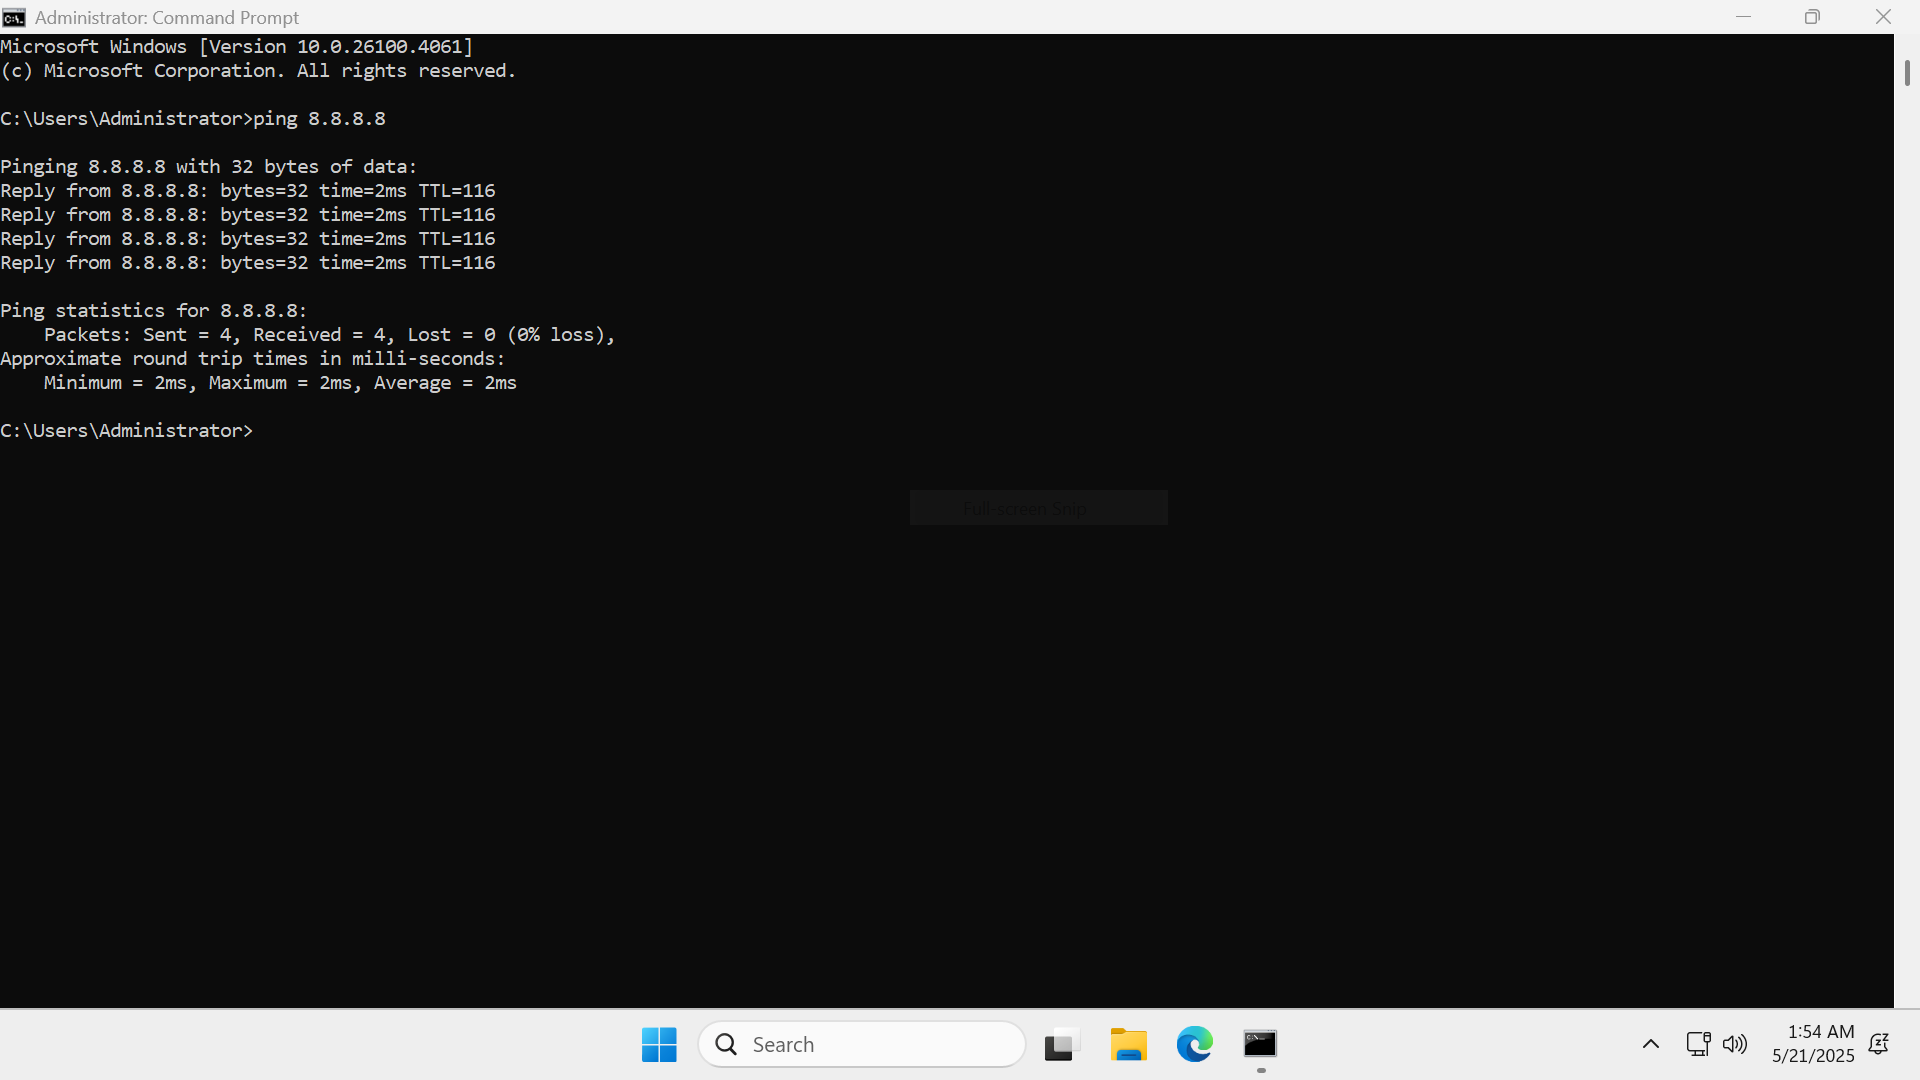 Administrator: Command Prompt
Microsoft Windows [Version 10.0.26100.4061]
(c) Microsoft Corporation. All rights reserved.
C:\Users\Administrator>ping 8.8.8.8
Pinging 8.8.8.8 with 32 bytes of data:
Reply from 8.8.8.8: bytes=32 time=2ms TTL=116
Reply from 8.8.8.8: bytes=32 time=2ms TTL=116
Reply from 8.8.8.8: bytes=32 time=2ms TTL=116
Reply from 8.8.8.8: bytes=32 time=2ms TTL=116
Ping statistics for 8.8.8.8:
    Packets: Sent = 4, Received = 4, Lost = 0 (0% loss),
Approximate round trip times in milli-seconds:
    Minimum = 2ms, Maximum = 2ms, Average = 2ms
C:\Users\Administrator>
Full-screen Snip
Search
1:54 AM
5/21/2025